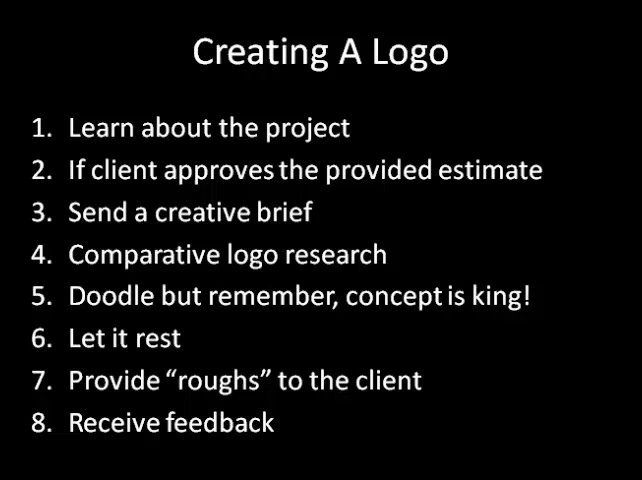 Creating A Logo
1. Learn about the project
2. If client approves the provided estimate
3. Send a creative brief
4. Comparative logo research
5. Doodle but remember, concept is king!
6. Let it rest
7. Provide “roughs” to the client
8. Receive feedback